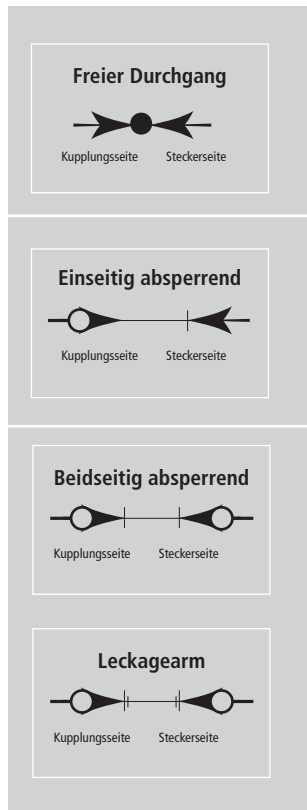 Freier Durchgang
Kupplungsseite Steckerseite
Einseitig absperrend
Kupplungsseite Steckerseite
Beidseitig absperrend
Kupplungsseite Steckerseite
Leckagearm
Kupplungsseite Steckerseite